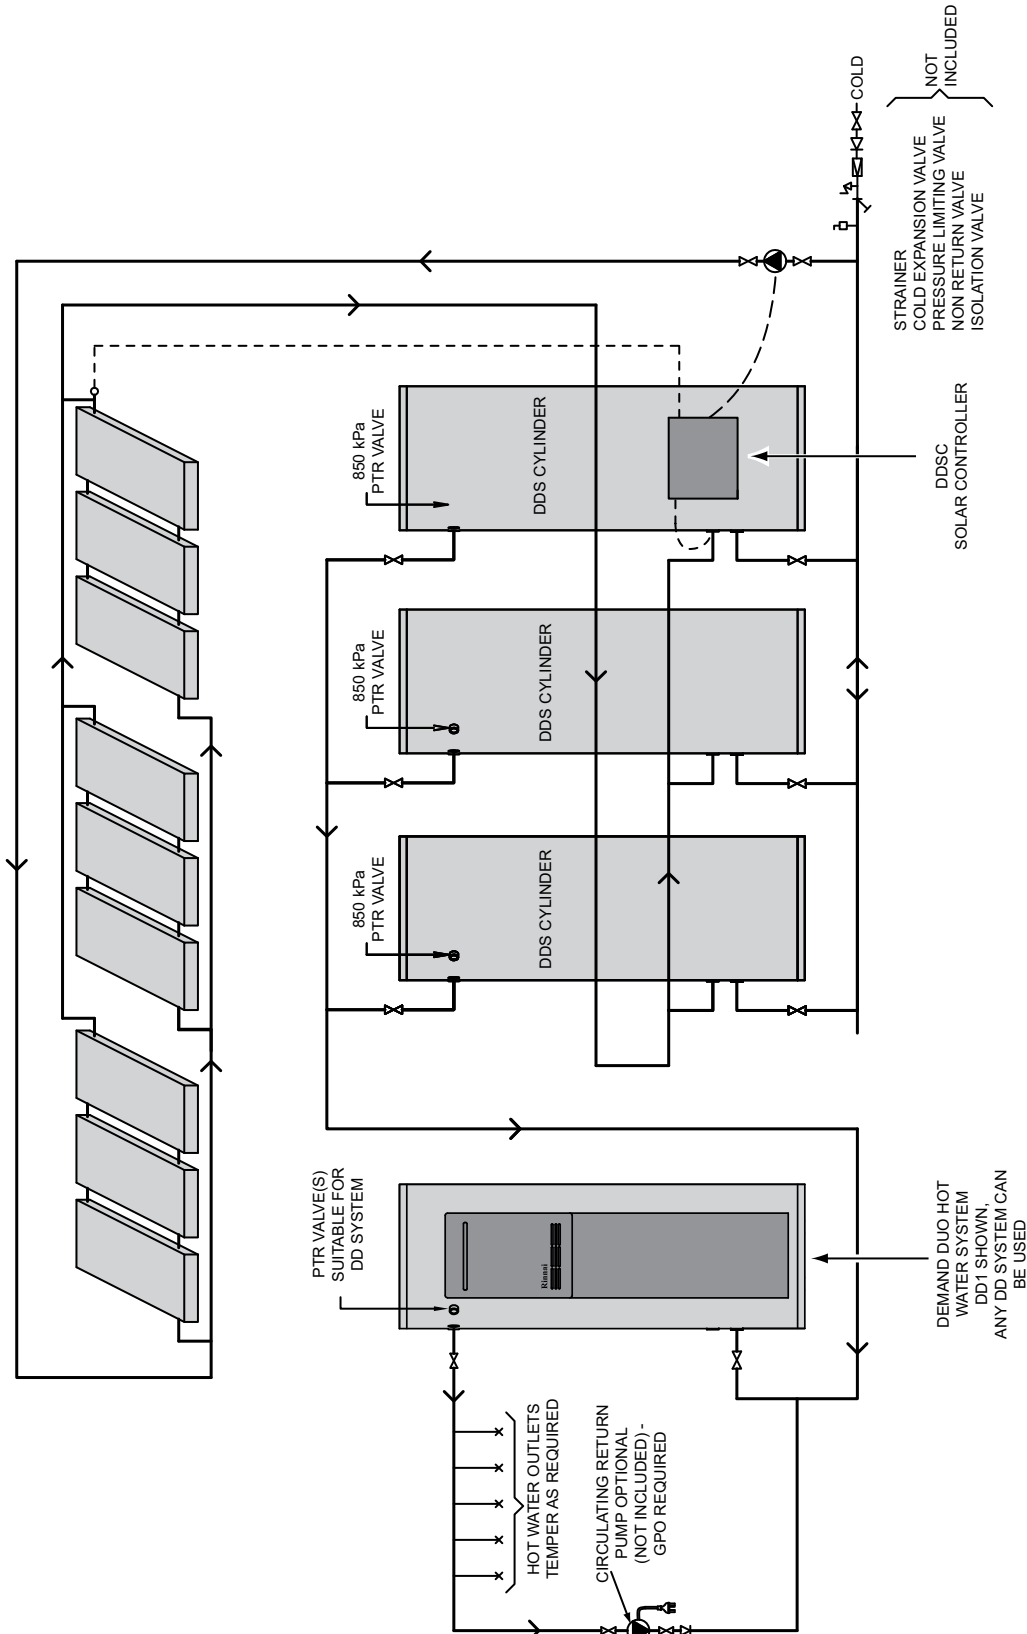 PTR VALVE(S)
SUITABLE FOR
DD SYSTEM
850 kPa
PTR VALVE
850 kPa
PTR VALVE
850 kPa
PTR VALVE
Rinnai
DDS CYLINDER
DDS CYLINDER
DDS CYLINDER
COLD
HOT WATER OUTLETS
TEMPER AS REQUIRED
CIRCULATING RETURN
PUMP OPTIONAL
(NOT INCLUDED) -
GPO REQUIRED
DEMAND DUO HOT
WATER SYSTEM
DD1 SHOWN,
ANY DD SYSTEM CAN
BE USED
DDSC
SOLAR CONTROLLER
STRAINER
COLD EXPANSION VALVE
PRESSURE LIMITING VALVE
NON RETURN VALVE
ISOLATION VALVE
NOT
INCLUDED